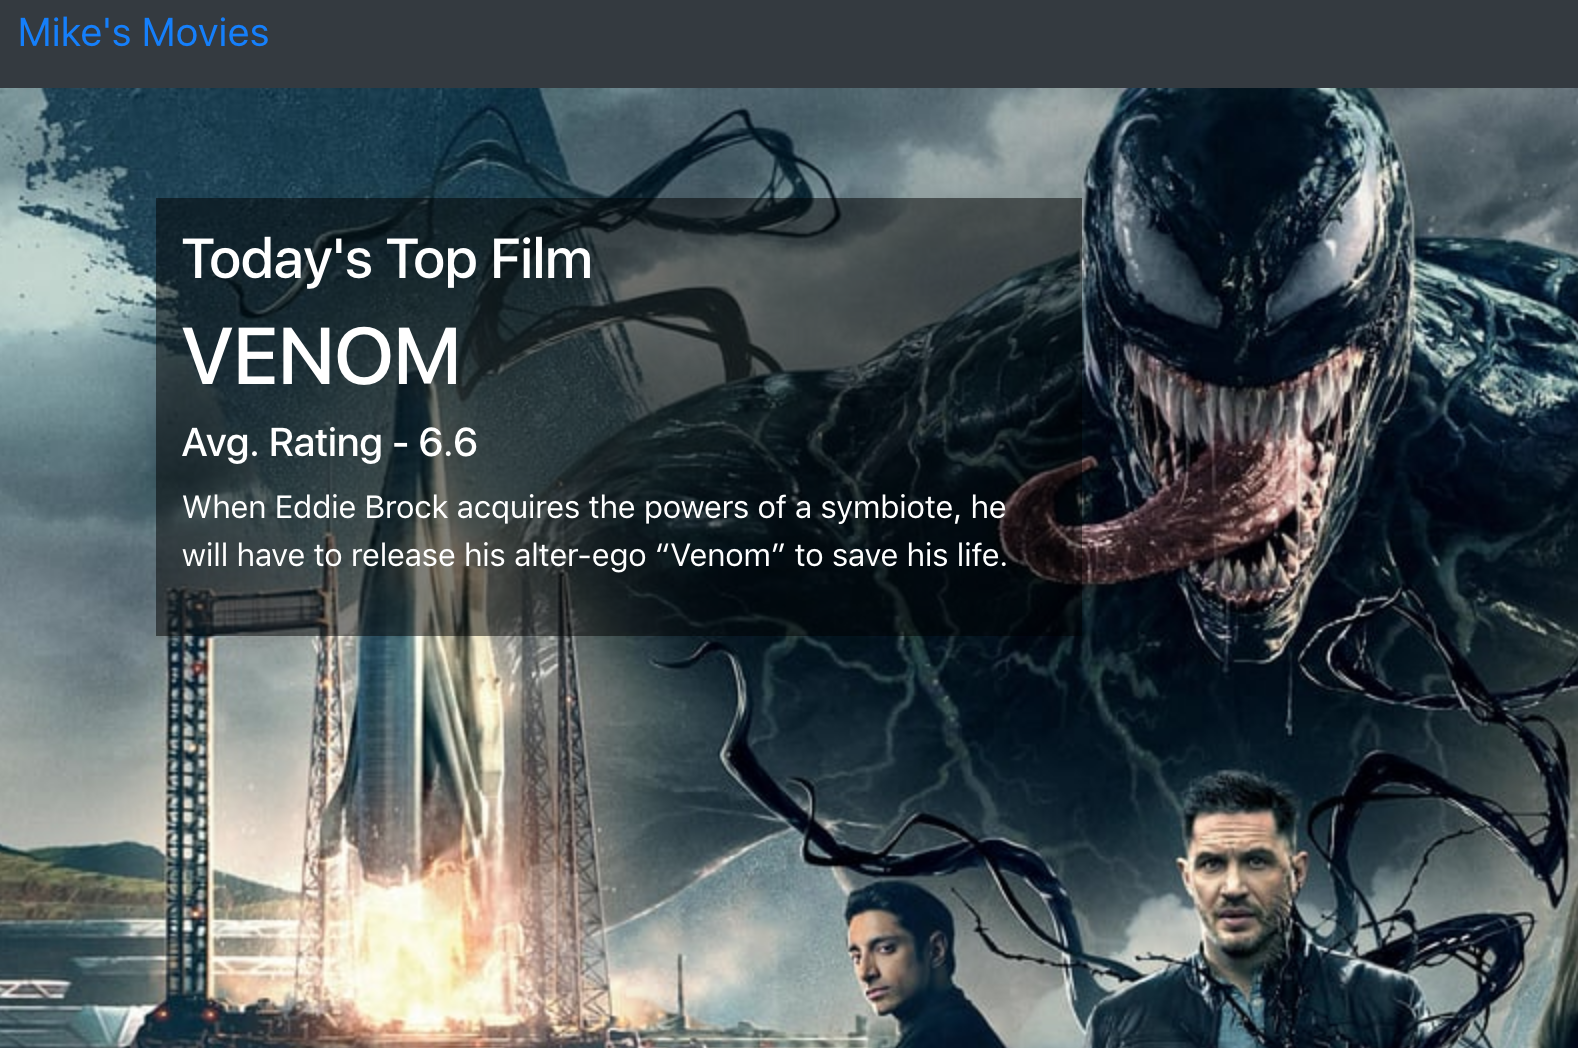 Mike's Movies
Today's Top Film
VENOM
Avg. Rating - 6.6
When Eddie Brock acquires the powers of a symbiote, he
will have to release his alter-ego “Venom” to save his life.